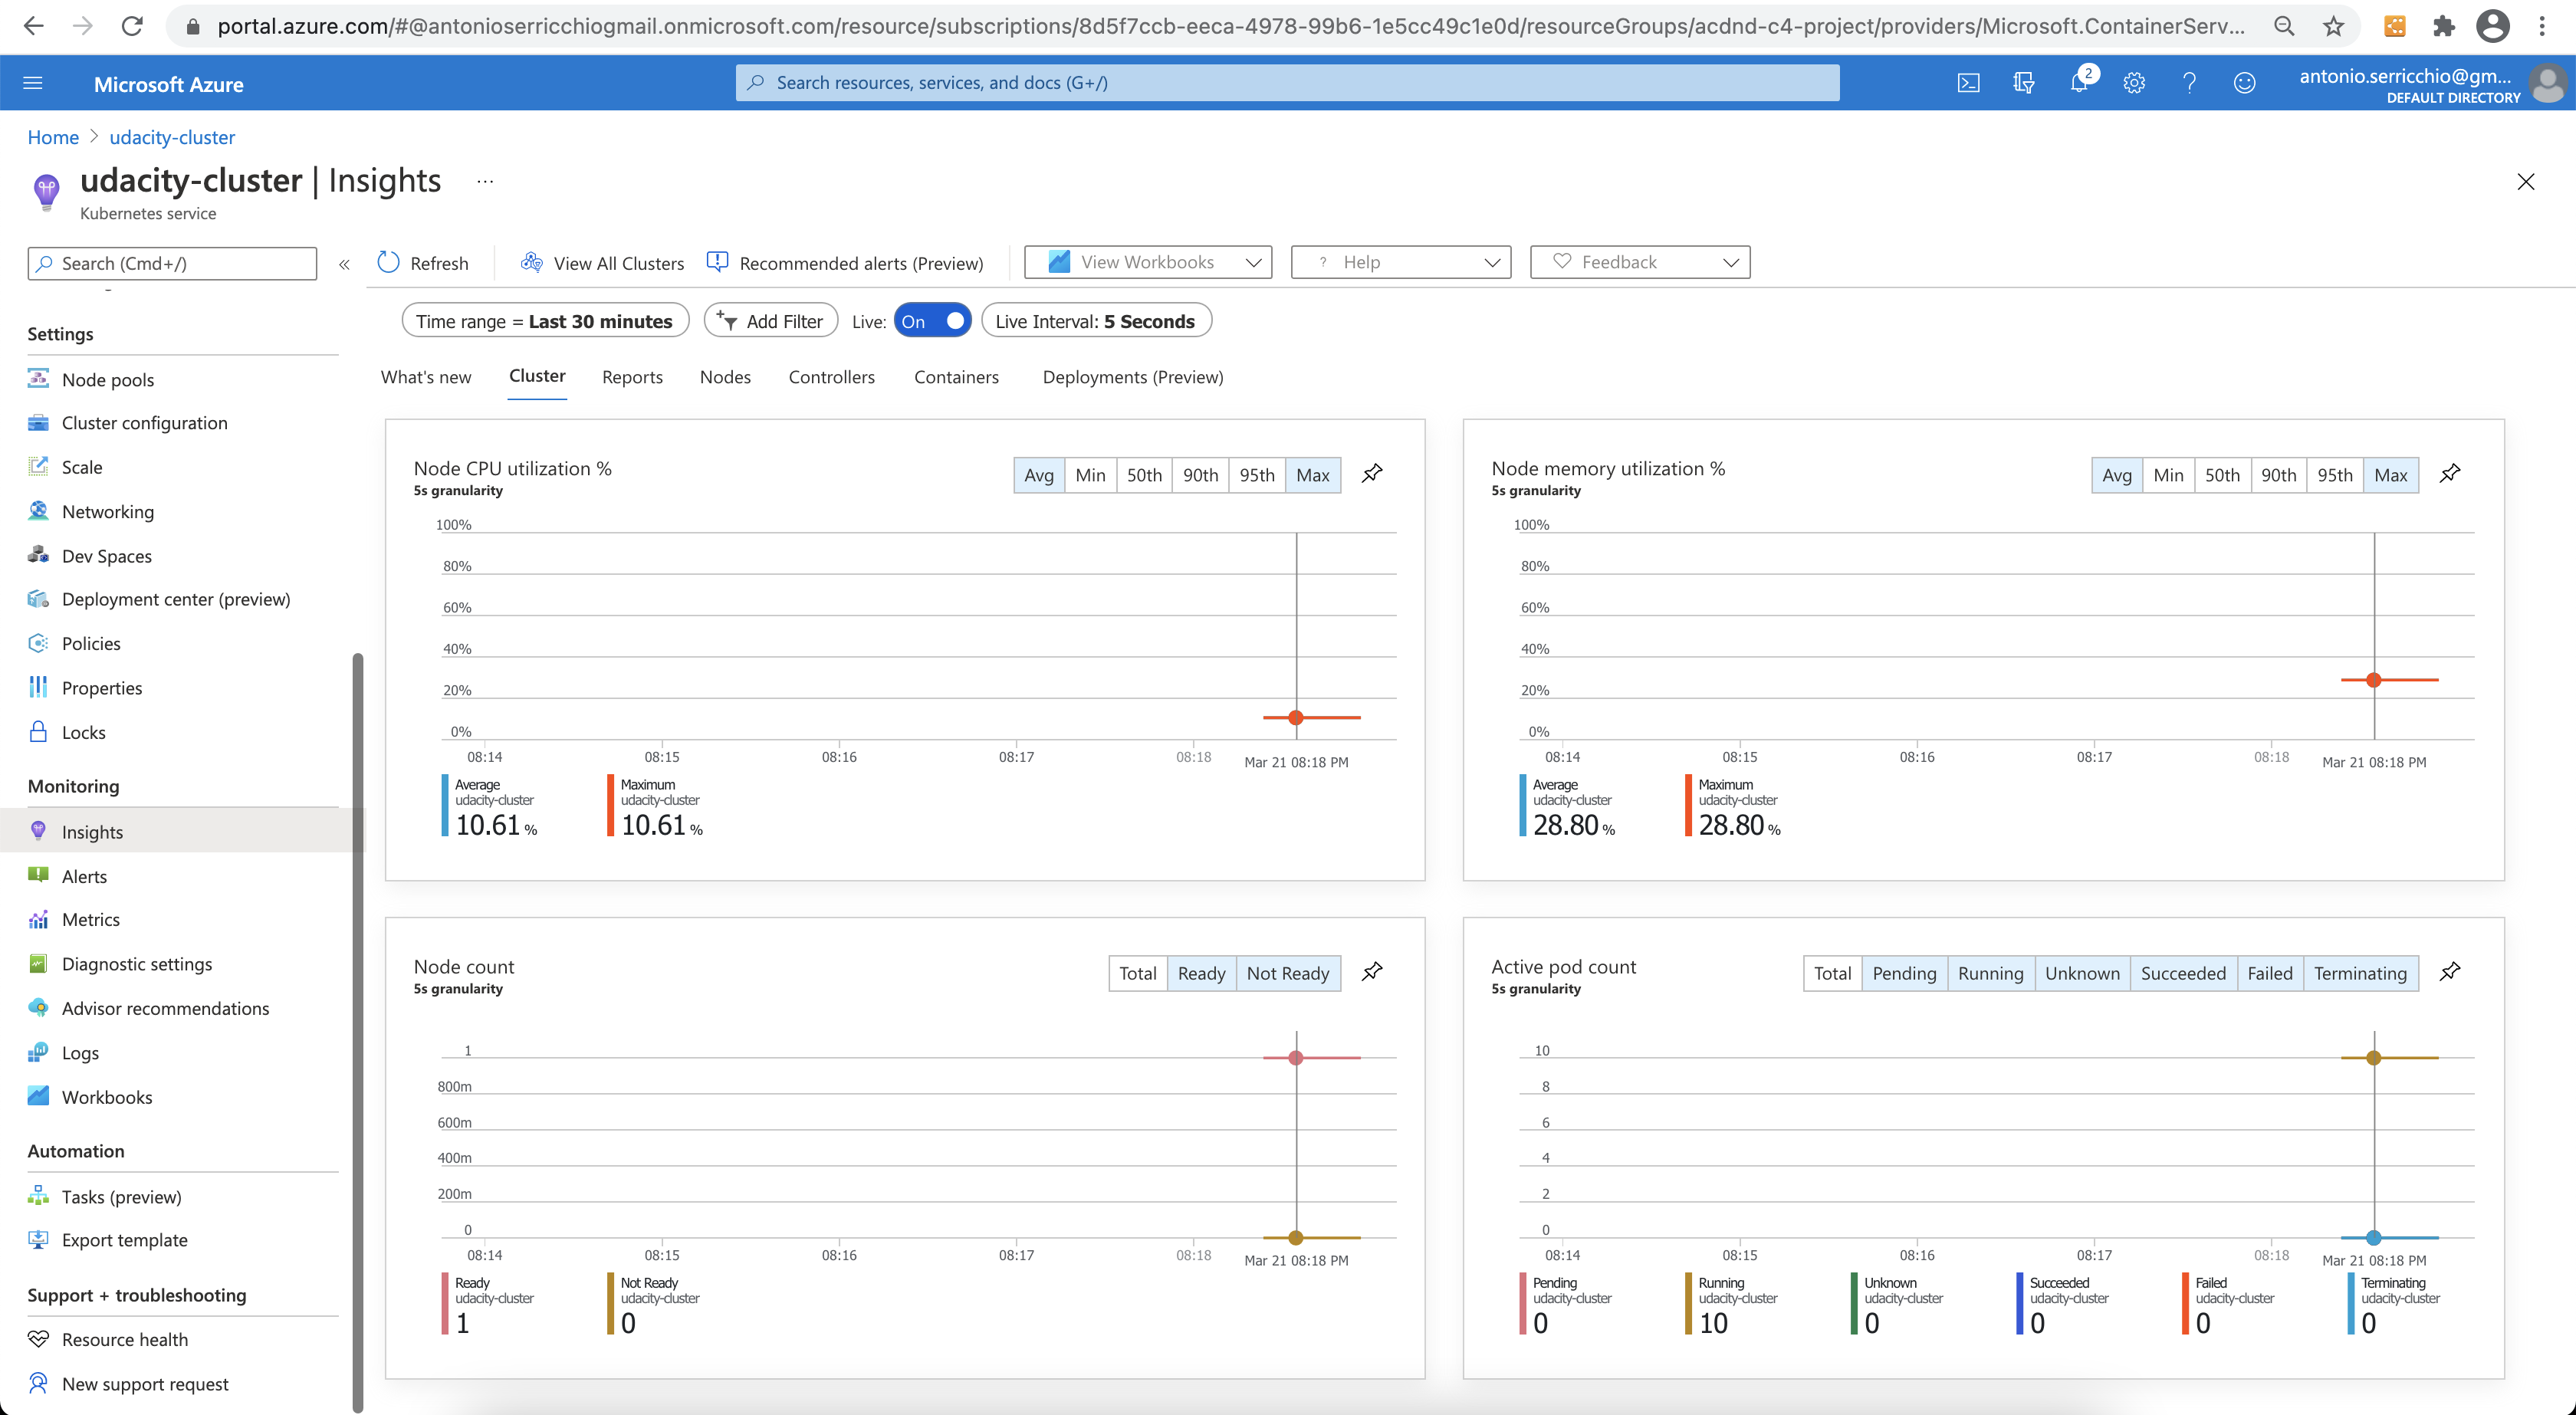 portal.azure.com/#@antonioserricchiogmail.onmicrosoft.com/resource/subscriptions/8d5f7ccb-eeca-4978-99b6-1e5cc49c1e0d/resourceGroups/acdnd-c4-project/providers/Microsoft.ContainerServ...
Microsoft Azure
Search resources, services, and docs (G+/)
2
antonio.serricchio@gm...
DEFAULT DIRECTORY
Home > udacity-cluster
udacity-cluster | Insights ...
Kubernetes service
Search (Cmd+/)
«
Refresh
View All Clusters
Recommended alerts (Preview)
View Workbooks
? Help
Feedback
Time range = Last 30 minutes
Add Filter
Live: On
Live Interval: 5 Seconds
What's new
Cluster
Reports
Nodes
Controllers
Containers
Deployments (Preview)
Settings
Node pools
Cluster configuration
Scale
Networking
Dev Spaces
Deployment center (preview)
Policies
Properties
Locks
Monitoring
Insights
Alerts
Metrics
Diagnostic settings
Advisor recommendations
Logs
Workbooks
Automation
Tasks (preview)
Export template
Support + troubleshooting
Resource health
New support request
Node CPU utilization %
5s granularity
Avg Min 50th 90th 95th Max
100%
80%
60%
40%
20%
0%
08:14 08:15 08:16 08:17 08:18 Mar 21 08:18 PM
Average
udacity-cluster
10.61 %
Maximum
udacity-cluster
10.61 %
Node memory utilization %
5s granularity
Avg Min 50th 90th 95th Max
100%
80%
60%
40%
20%
0%
08:14 08:15 08:16 08:17 08:18 Mar 21 08:18 PM
Average
udacity-cluster
28.80 %
Maximum
udacity-cluster
28.80 %
Node count
5s granularity
Total Ready Not Ready
1
800m
600m
400m
200m
0
08:14 08:15 08:16 08:17 08:18 Mar 21 08:18 PM
Ready
udacity-cluster
1
Not Ready
udacity-cluster
0
Active pod count
5s granularity
Total Pending Running Unknown Succeeded Failed Terminating
10
8
6
4
2
0
08:14 08:15 08:16 08:17 08:18 Mar 21 08:18 PM
Pending
udacity-cluster
0
Running
udacity-cluster
10
Unknown
udacity-cluster
0
Succeeded
udacity-cluster
0
Failed
udacity-cluster
0
Terminating
udacity-cluster
0